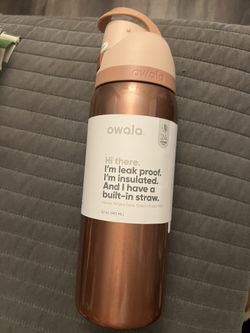 owala
owala
Hi there.
I'm leak proof.
I'm insulated.
And I have a
built-in straw.